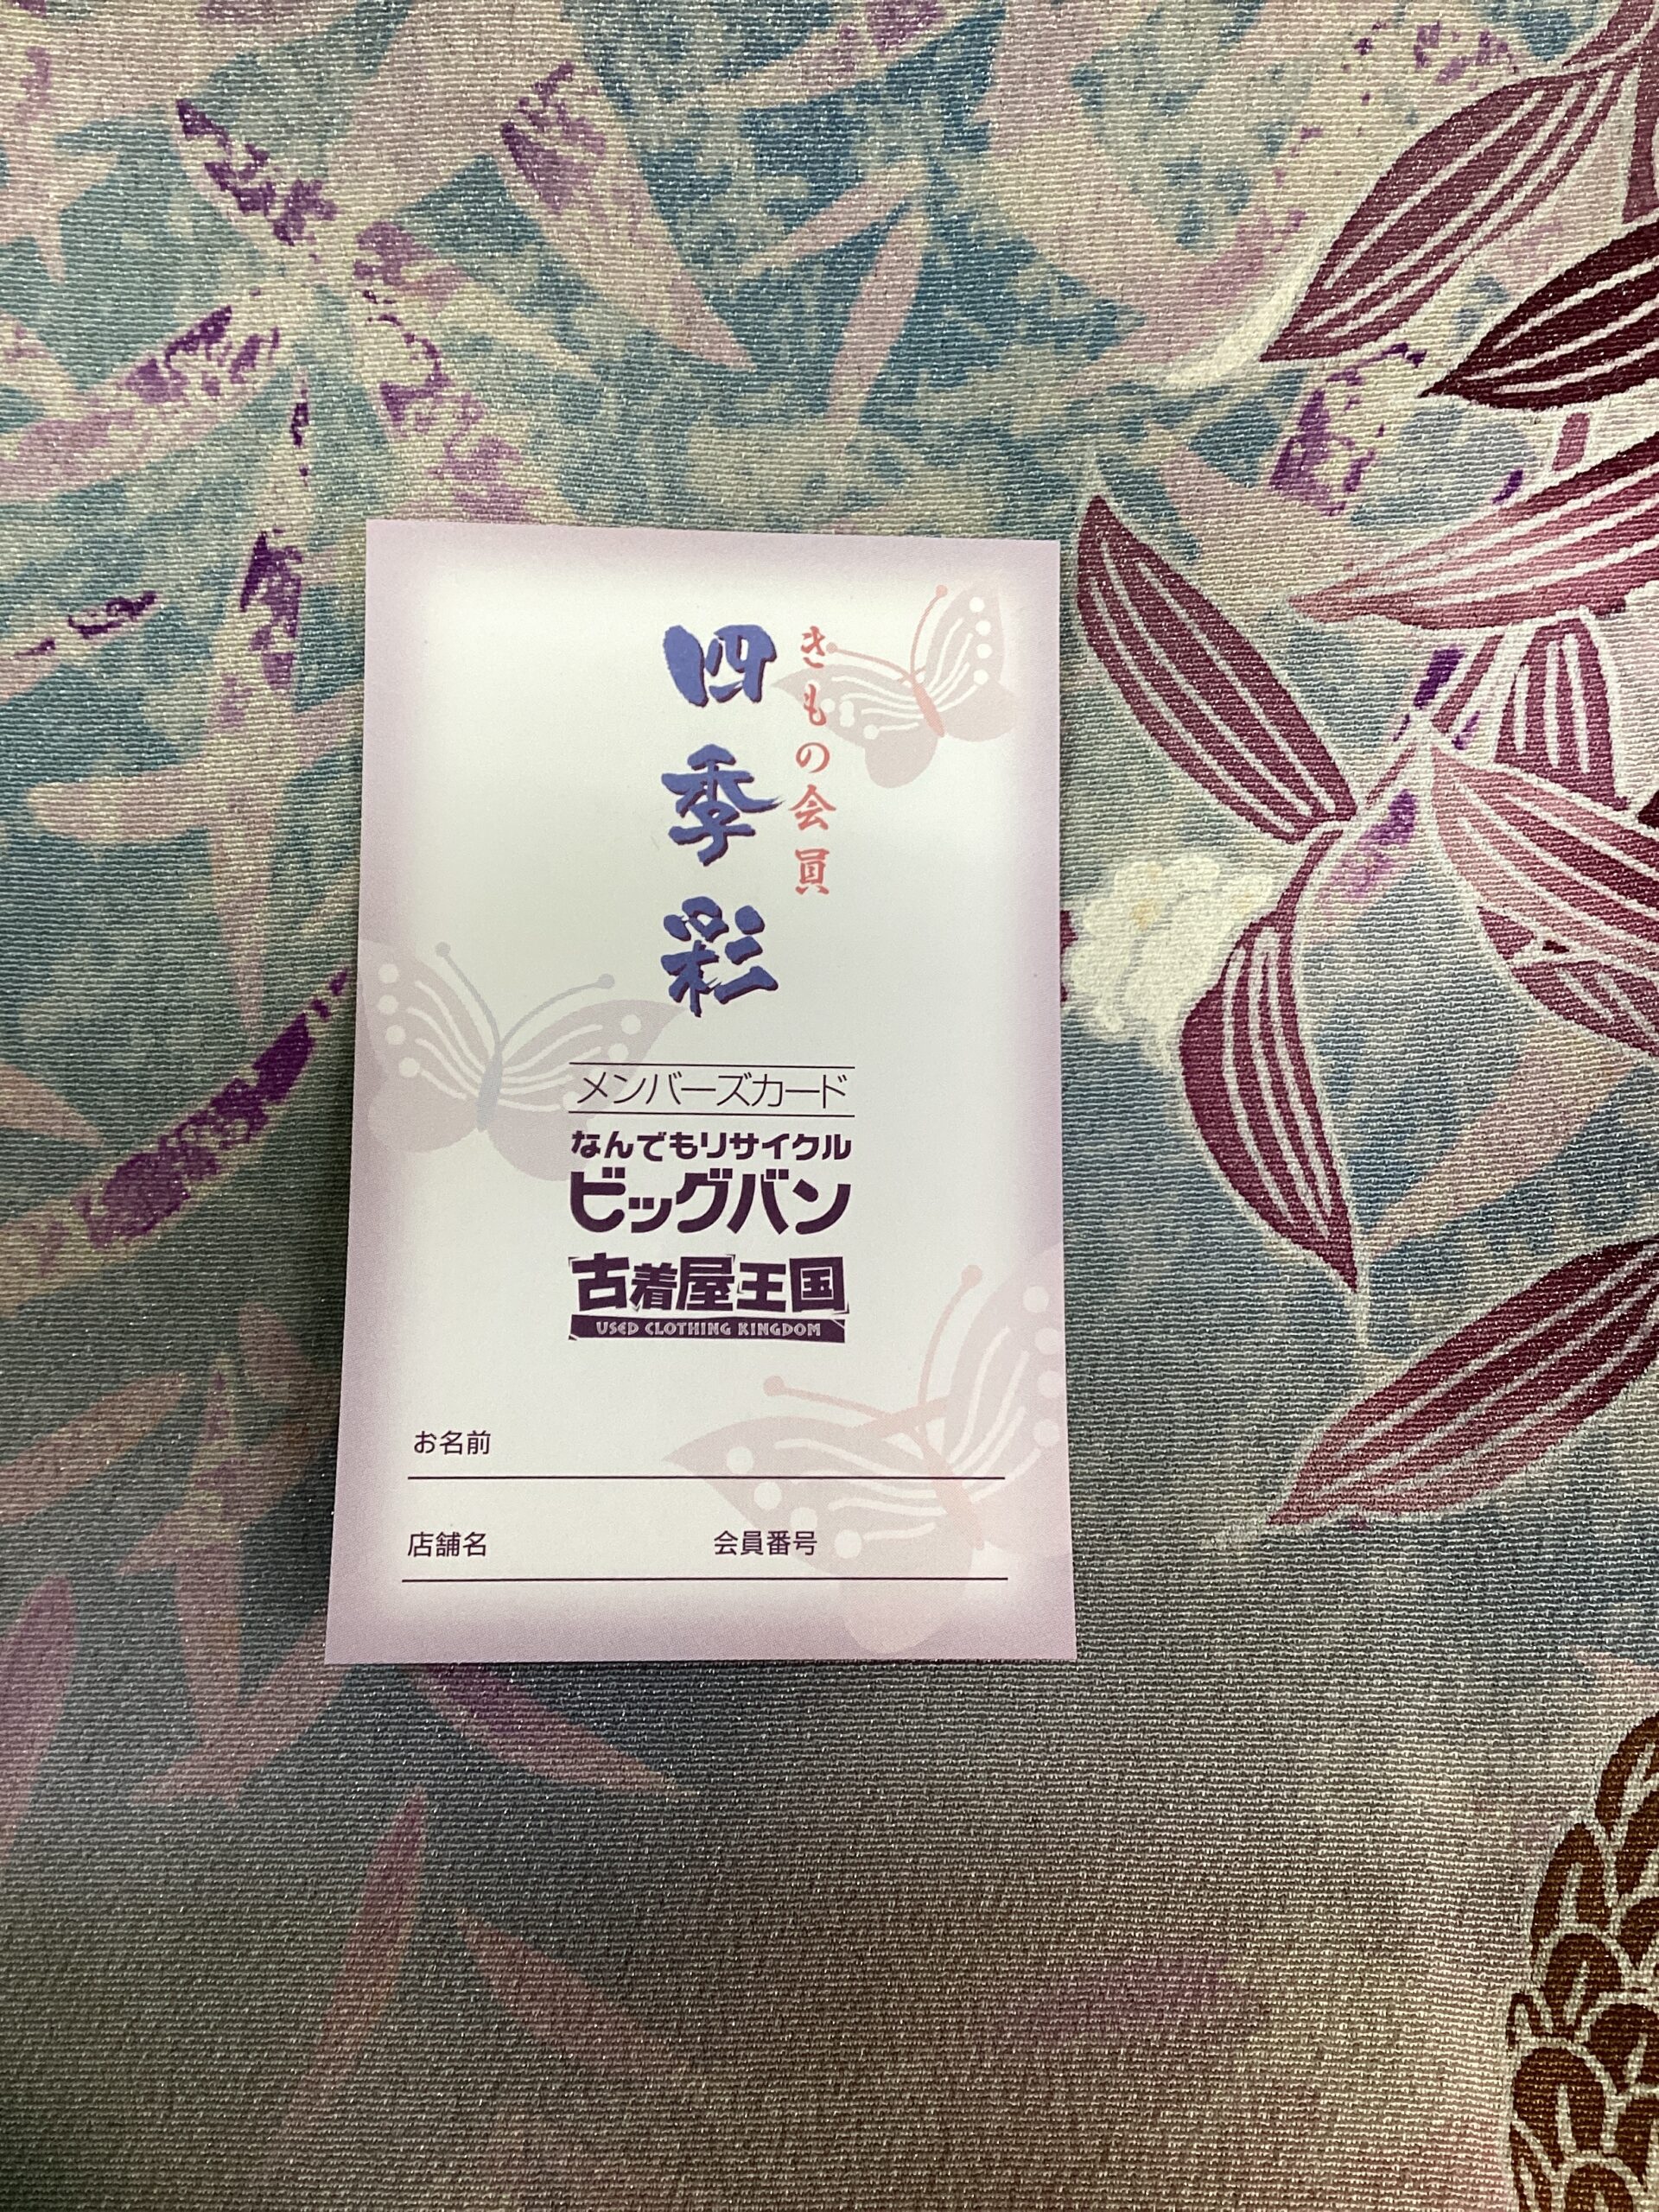 きもの会員
四季彩
メンバーズカード
なんでもリサイクル
ビッグバン
古着屋王国
USED CLOTHING KINGDOM
お名前
店舗名 会員番号